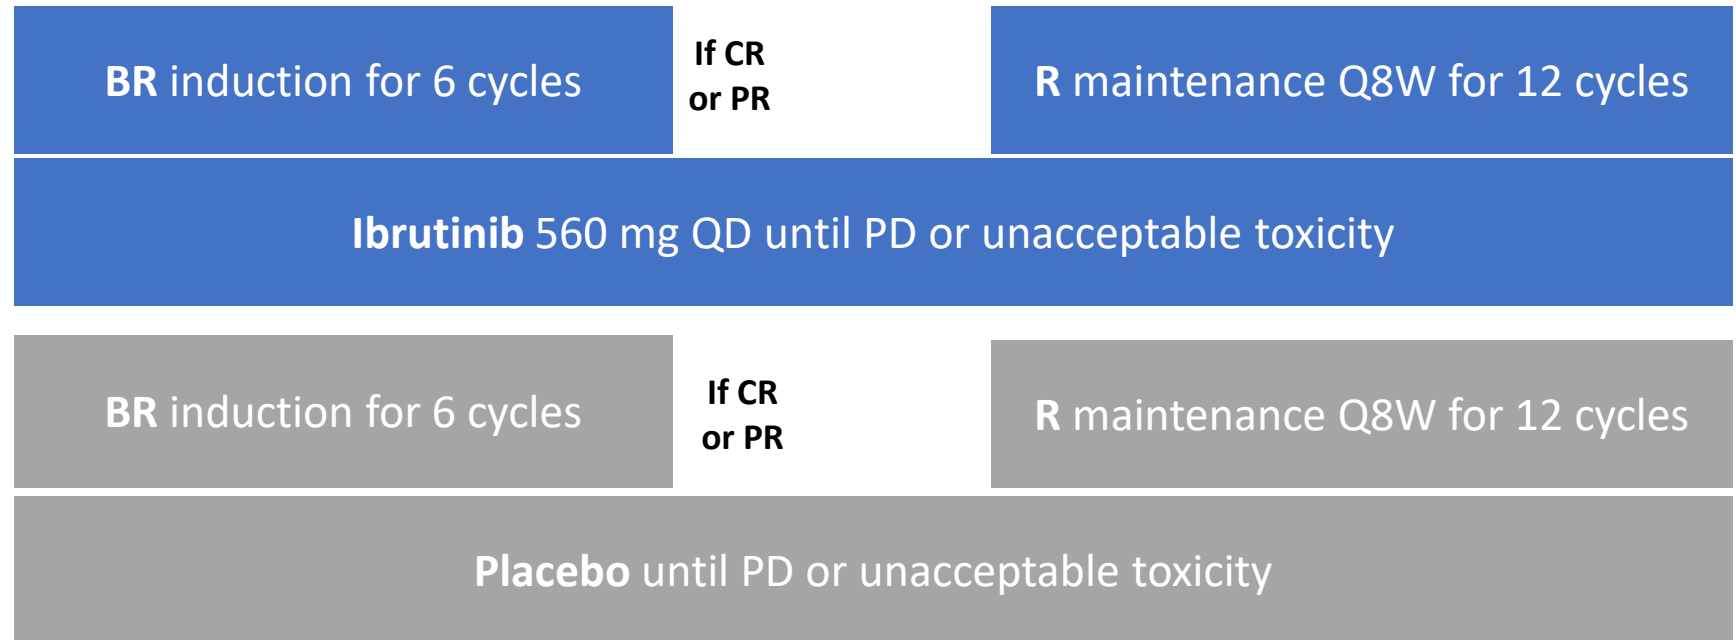 BR induction for 6 cycles
If CR
or PR
R maintenance Q8W for 12 cycles
Ibrutinib 560 mg QD until PD or unacceptable toxicity
BR induction for 6 cycles
If CR
or PR
R maintenance Q8W for 12 cycles
Placebo until PD or unacceptable toxicity